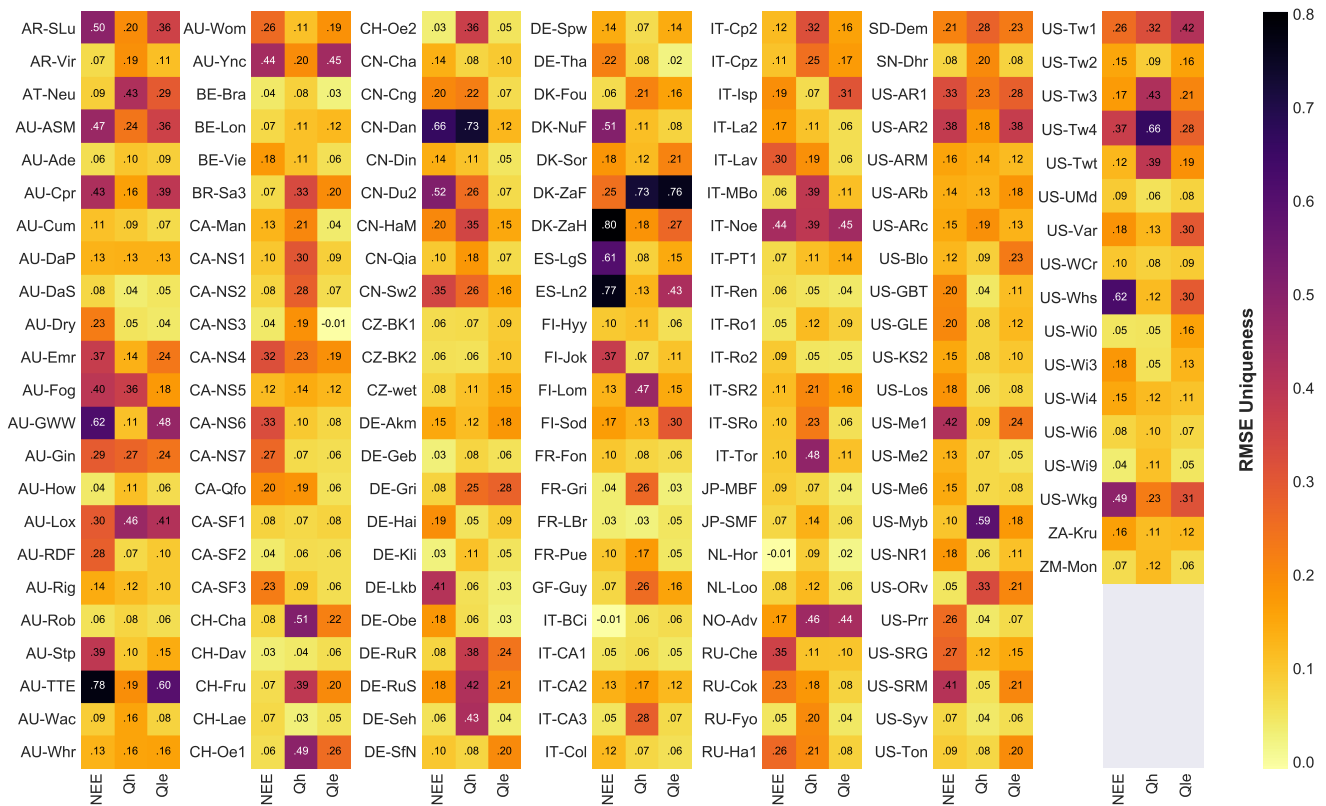 AR-SLu .50 .20 .36
AR-Vir .07 .19 .11
AT-Neu .09 .43 .29
AU-ASM .47 .24 .36
AU-Ade .06 .10 .09
AU-Cpr .43 .16 .39
AU-Cum .11 .09 .07
AU-DaP .13 .13 .13
AU-DaS .08 .04 .05
AU-Dry .23 .05 .04
AU-Emr .37 .14 .24
AU-Fog .40 .36 .18
AU-GWW .62 .11 .48
AU-Gin .29 .27 .24
AU-How .04 .11 .06
AU-Lox .30 .46 .41
AU-RDF .28 .07 .10
AU-Rig .14 .12 .10
AU-Rob .06 .08 .06
AU-Stp .39 .10 .15
AU-TTE .78 .19 .60
AU-Wac .09 .16 .08
AU-Whr .13 .16 .16
NEE Qh Qle
AU-Wom .26 .11 .19
AU-Ync .44 .20 .45
BE-Bra .04 .08 .03
BE-Lon .07 .11 .12
BE-Vie .18 .11 .06
BR-Sa3 .07 .33 .20
CA-Man .13 .21 .04
CA-NS1 .10 .30 .09
CA-NS2 .08 .28 .07
CA-NS3 .04 .19 -0.01
CA-NS4 .32 .23 .19
CA-NS5 .12 .14 .12
CA-NS6 .33 .10 .08
CA-NS7 .27 .07 .06
CA-Qfo .20 .19 .06
CA-SF1 .07 .07 .08
CA-SF2 .04 .06 .06
CA-SF3 .23 .09 .06
CH-Cha .08 .51 .22
CH-Dav .03 .04 .06
CH-Fru .07 .39 .20
CH-Lae .07 .03 .05
CH-Oe1 .06 .49 .26
NEE Qh Qle
CH-Oe2 .03 .36 .05
CN-Cha .14 .08 .10
CN-Cng .20 .22 .07
CN-Dan .66 .73 .12
CN-Din .14 .11 .05
CN-Du2 .52 .26 .07
CN-HaM .20 .35 .15
CN-Qia .10 .18 .07
CN-Sw2 .35 .26 .16
CZ-BK1 .06 .07 .09
CZ-BK2 .06 .06 .10
CZ-wet .08 .11 .15
DE-Akm .15 .12 .18
DE-Geb .03 .08 .06
DE-Gri .08 .25 .28
DE-Hai .19 .05 .09
DE-Kli .03 .11 .05
DE-Lkb .41 .06 .03
DE-Obe .18 .06 .03
DE-RuR .08 .38 .24
DE-RuS .18 .42 .21
DE-Seh .06 .43 .04
DE-SfN .10 .08 .20
NEE Qh Qle
DE-Spw .14 .07 .14
DE-Tha .22 .08 .02
DK-Fou .06 .21 .16
DK-NuF .51 .11 .08
DK-Sor .18 .12 .21
DK-ZaF .25 .73 .76
DK-ZaH .80 .18 .27
ES-LgS .61 .08 .15
ES-Ln2 .77 .13 .43
FI-Hyy .10 .11 .06
FI-Jok .37 .07 .11
FI-Lom .13 .47 .15
FI-Sod .17 .13 .30
FR-Fon .10 .08 .06
FR-Gri .04 .26 .03
FR-LBr .03 .03 .05
FR-Pue .10 .17 .05
GF-Guy .07 .26 .16
IT-BCi -0.01 .06 .06
IT-CA1 .05 .06 .05
IT-CA2 .13 .17 .12
IT-CA3 .05 .28 .07
IT-Col .12 .07 .06
NEE Qh Qle
IT-Cp2 .12 .32 .16
IT-Cpz .11 .25 .17
IT-Isp .19 .07 .31
IT-La2 .17 .11 .06
IT-Lav .30 .19 .06
IT-MBo .06 .39 .11
IT-Noe .44 .39 .45
IT-PT1 .07 .11 .14
IT-Ren .06 .05 .04
IT-Ro1 .05 .12 .09
IT-Ro2 .09 .05 .05
IT-SR2 .11 .21 .16
IT-SRo .10 .23 .06
IT-Tor .10 .48 .11
JP-MBF .09 .07 .04
JP-SMF .07 .14 .06
NL-Hor -0.01 .09 .02
NL-Loo .08 .12 .06
NO-Adv .17 .46 .44
RU-Che .35 .11 .10
RU-Cok .23 .18 .08
RU-Fyo .05 .20 .04
RU-Ha1 .26 .21 .08
NEE Qh Qle
SD-Dem .21 .28 .23
SN-Dhr .08 .20 .08
US-AR1 .33 .23 .28
US-AR2 .38 .18 .38
US-ARM .16 .14 .12
US-ARb .14 .13 .18
US-ARc .15 .19 .13
US-Blo .12 .09 .23
US-GBT .20 .04 .11
US-GLE .20 .08 .12
US-KS2 .15 .08 .10
US-Los .18 .06 .08
US-Me1 .42 .09 .24
US-Me2 .13 .07 .05
US-Me6 .15 .07 .08
US-Myb .10 .59 .18
US-NR1 .18 .06 .11
US-ORv .05 .33 .21
US-Prr .26 .04 .07
US-SRG .27 .12 .15
US-SRM .41 .05 .21
US-Syv .07 .04 .06
US-Ton .09 .08 .20
NEE Qh Qle
US-Tw1 .26 .32 .42
US-Tw2 .15 .09 .16
US-Tw3 .17 .43 .21
US-Tw4 .37 .66 .28
US-Twt .12 .39 .19
US-UMd .09 .06 .08
US-Var .18 .13 .30
US-WCr .10 .08 .09
US-Whs .62 .12 .30
US-Wi0 .05 .05 .16
US-Wi3 .18 .05 .13
US-Wi4 .15 .12 .11
US-Wi6 .08 .10 .07
US-Wi9 .04 .11 .05
US-Wkg .49 .23 .31
ZA-Kru .16 .11 .12
ZM-Mon .07 .12 .06
NEE Qh Qle
RMSE Uniqueness
0.8
0.7
0.6
0.5
0.4
0.3
0.2
0.1
0.0